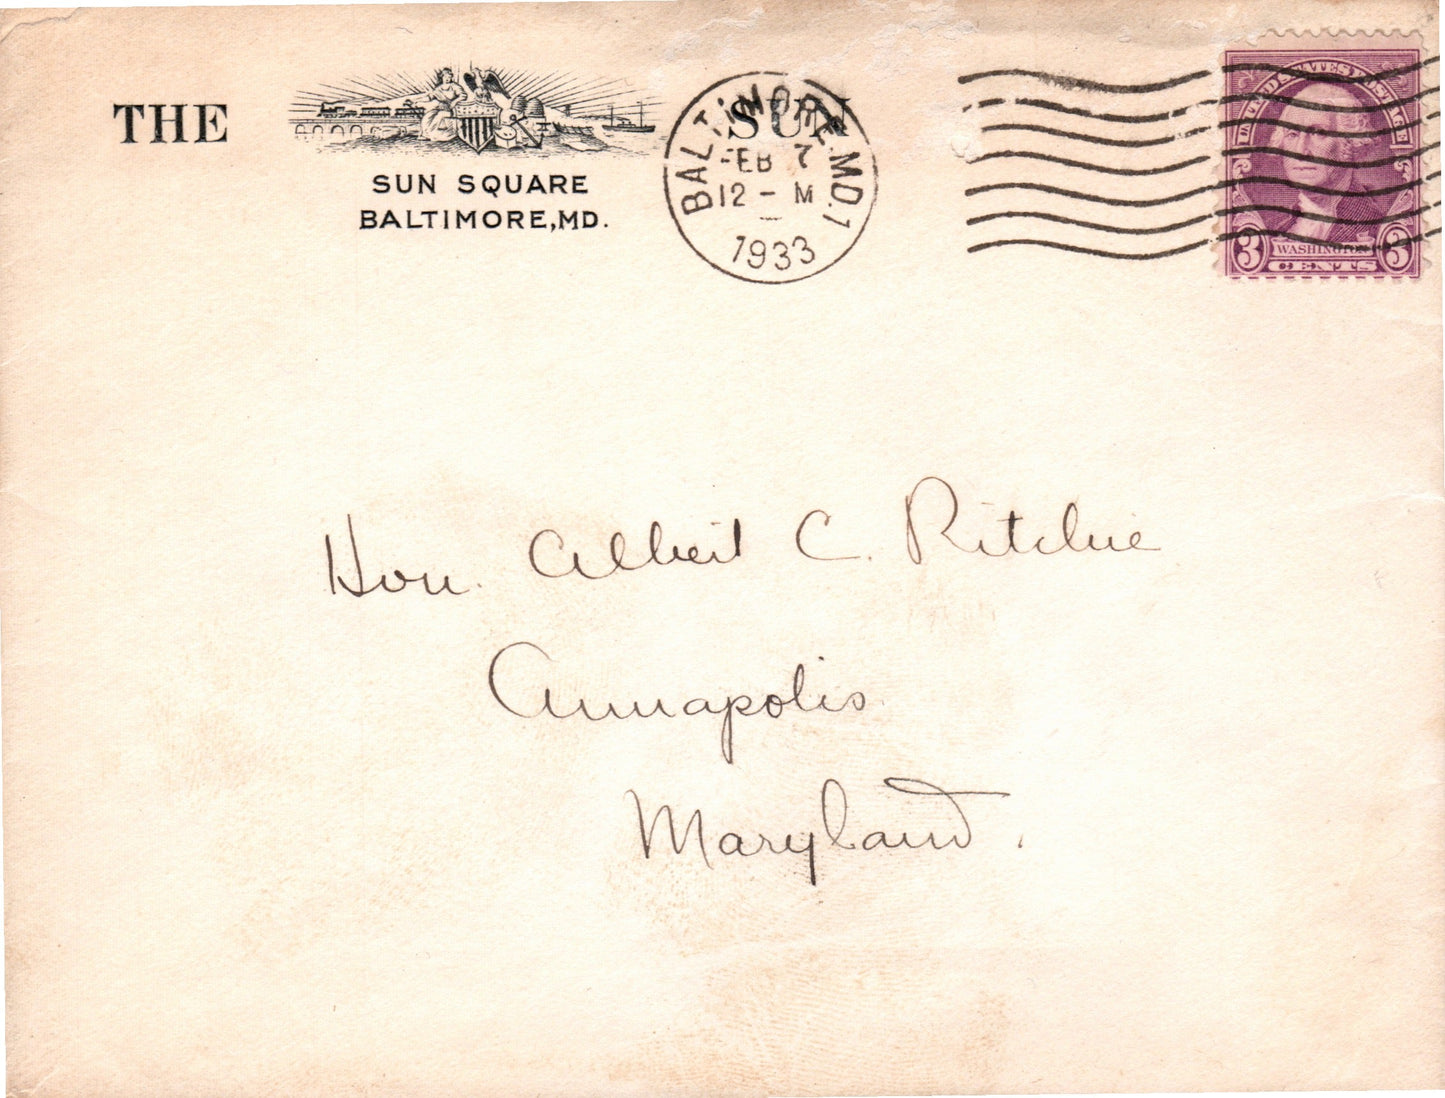 THE SUN
SUN SQUARE
BALTIMORE, MD.
BALTIMORE, MD. 1
FEB 7
12 - M
1933
UNITED STATES POSTAGE
WASHINGTON
3 CENTS 3
Hon. Albert C. Ritchie
Annapolis
Maryland.